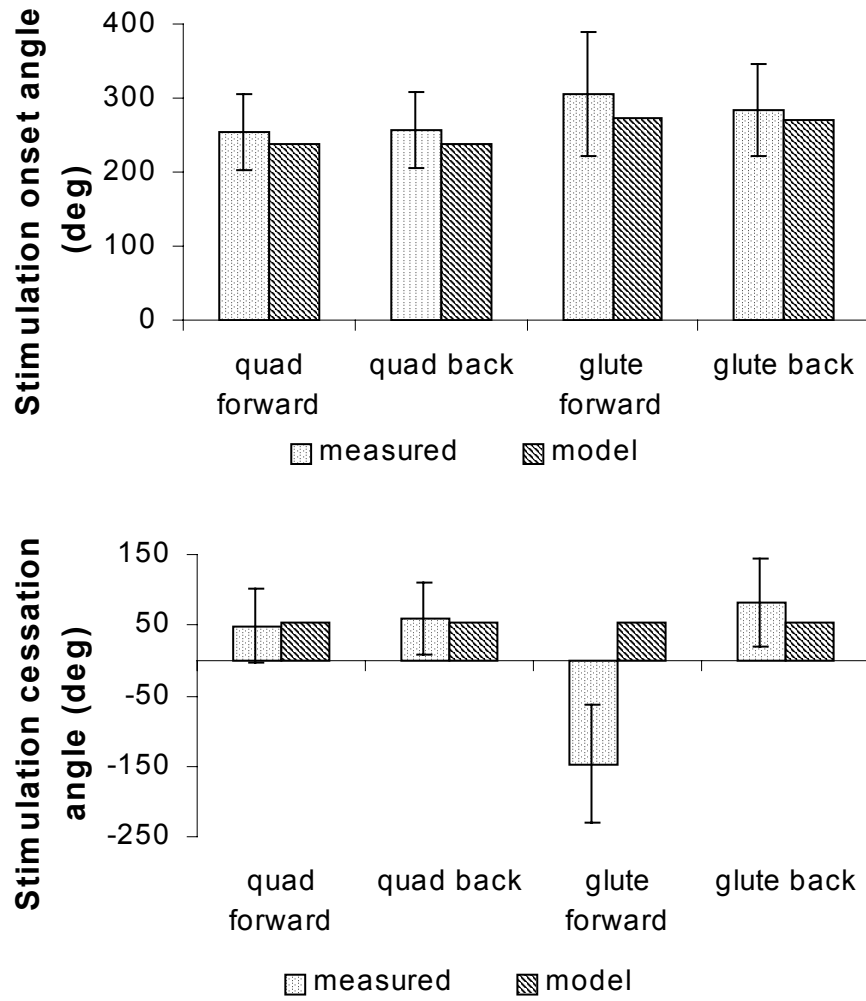 Stimulation onset angle
(deg)
400
300
200
100
0
quad
forward
quad back
glute
forward
glute back
measured
model
Stimulation cessation
angle (deg)
150
50
-50
-150
-250
quad
forward
quad back
glute
forward
glute back
measured
model